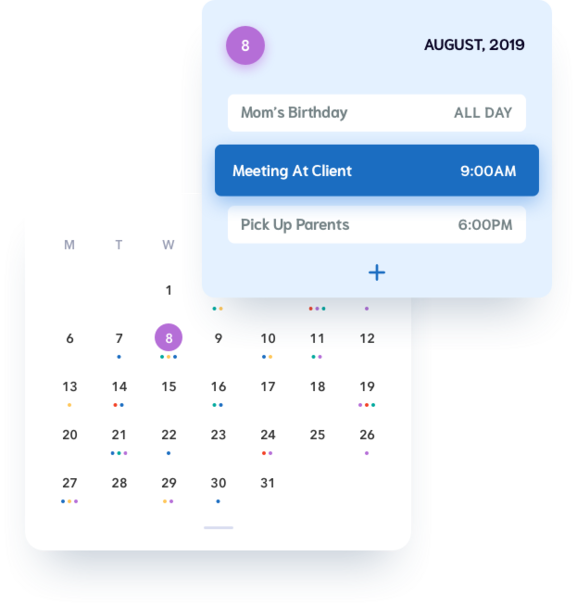 8 AUGUST, 2019
Mom's Birthday ALL DAY
Meeting At Client 9:00AM
Pick Up Parents 6:00PM
+
M T W
1
6 7 8 9 10 11 12
13 14 15 16 17 18 19
20 21 22 23 24 25 26
27 28 29 30 31